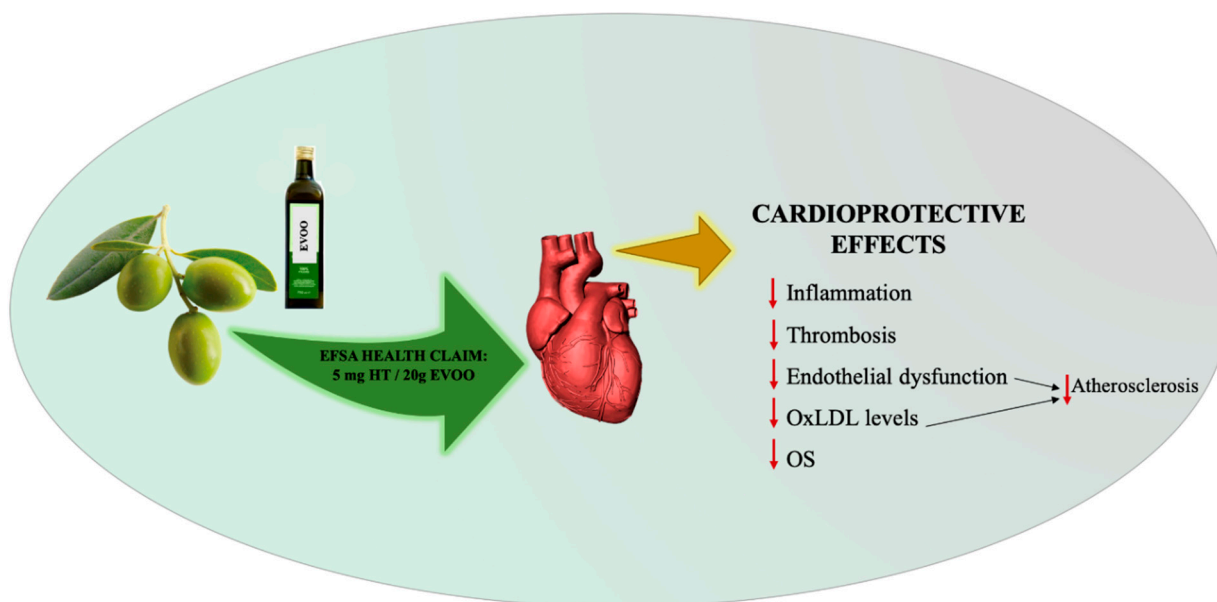 EVOO
EFSA HEALTH CLAIM:
5 mg HT / 20g EVOO
CARDIOPROTECTIVE
EFFECTS
Inflammation
Thrombosis
Endothelial dysfunction
Atherosclerosis
OxLDL levels
OS